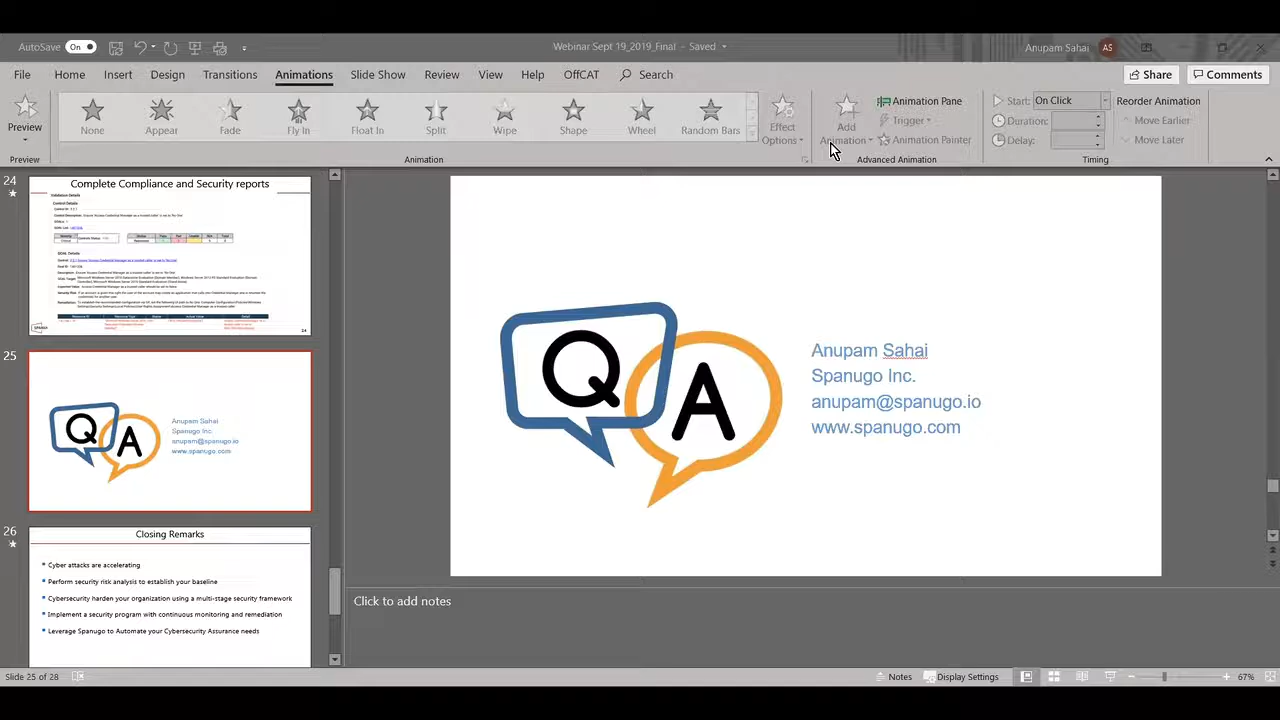 AutoSave On
Webinar Sept 19_2019_Final - Saved
Anupam Sahai AS
File Home Insert Design Transitions Animations Slide Show Review View Help OffCAT Search
Share Comments
Preview
None Appear Fade Fly In Float In Split Wipe Shape Wheel Random Bars
Effect Options
Add Animation
Animation Pane
Trigger
Animation Painter
Start: On Click
Duration:
Delay:
Reorder Animation
Move Earlier
Move Later
Preview Animation Advanced Animation Timing
24
Complete Compliance and Security reports
Validation Details
Control Details
24
25
Q A
Anupam Sahai
Spanugo Inc.
anupam@spanugo.io
www.spanugo.com
26
Closing Remarks
Cyber attacks are accelerating
Perform security risk analysis to establish your baseline
Cybersecurity harden your organization using a multi-stage security framework
Implement a security program with continuous monitoring and remediation
Leverage Spanugo to Automate your Cybersecurity Assurance needs
Q A
Anupam Sahai
Spanugo Inc.
anupam@spanugo.io
www.spanugo.com
Click to add notes
Slide 25 of 28
Notes Display Settings 67%